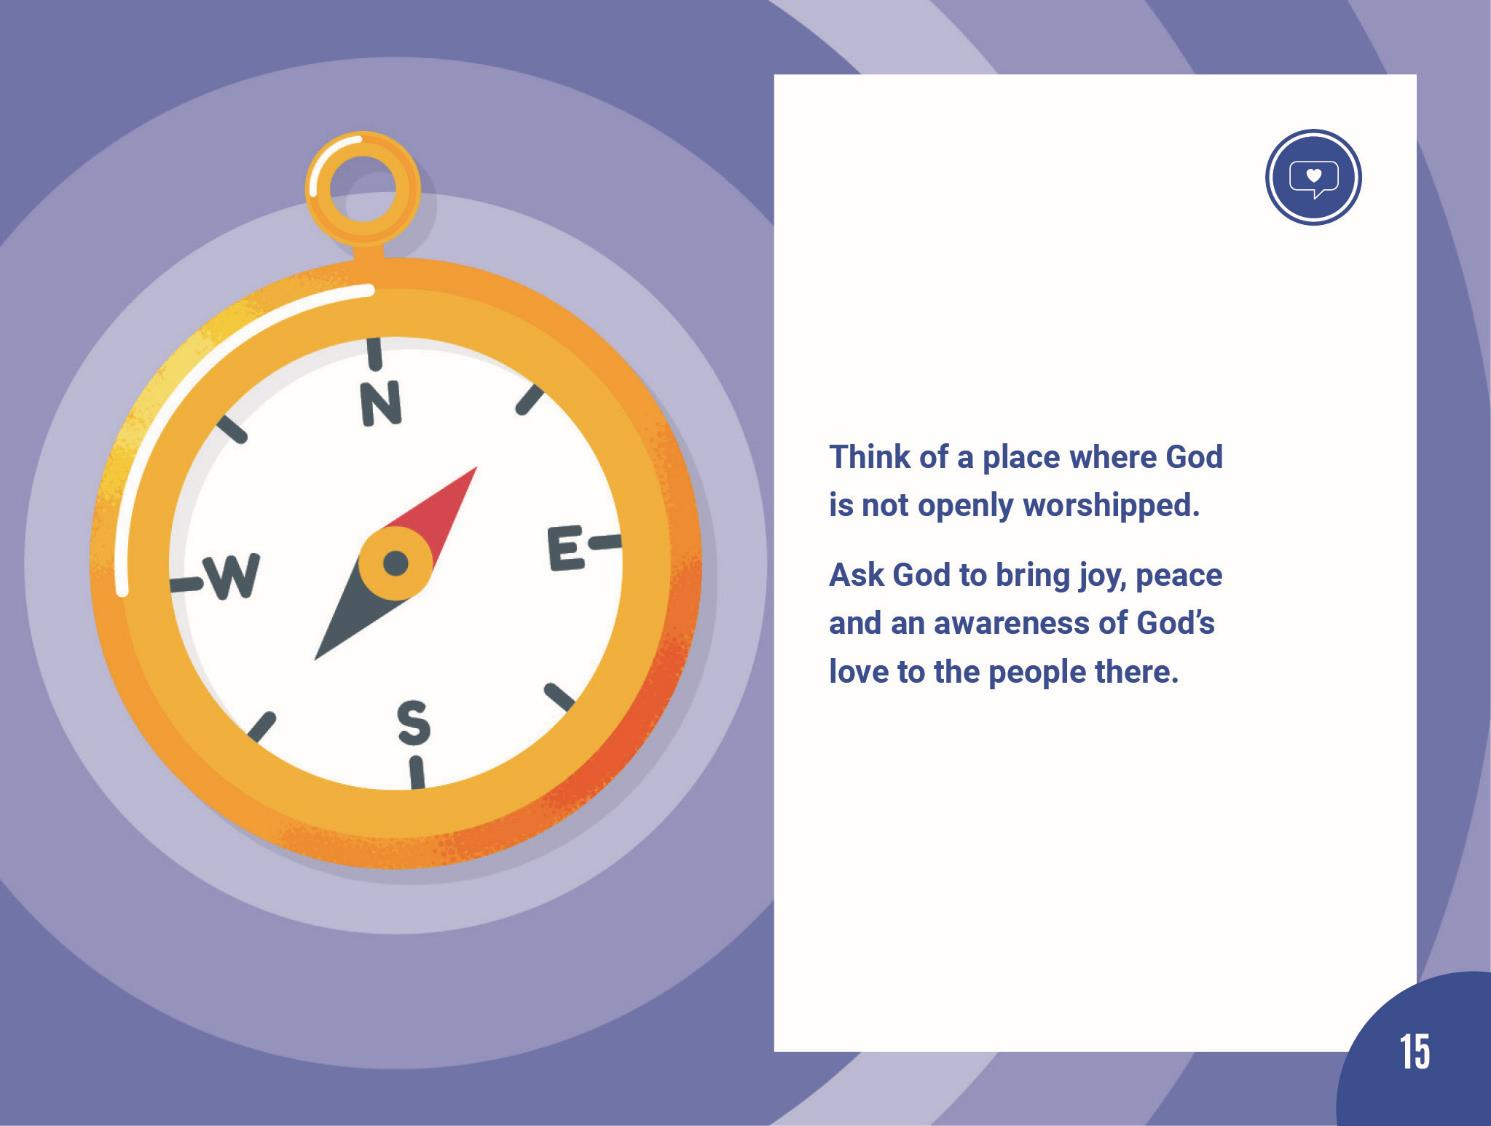 N
W
E
S
Think of a place where God
is not openly worshipped.
Ask God to bring joy, peace
and an awareness of God’s
love to the people there.
15